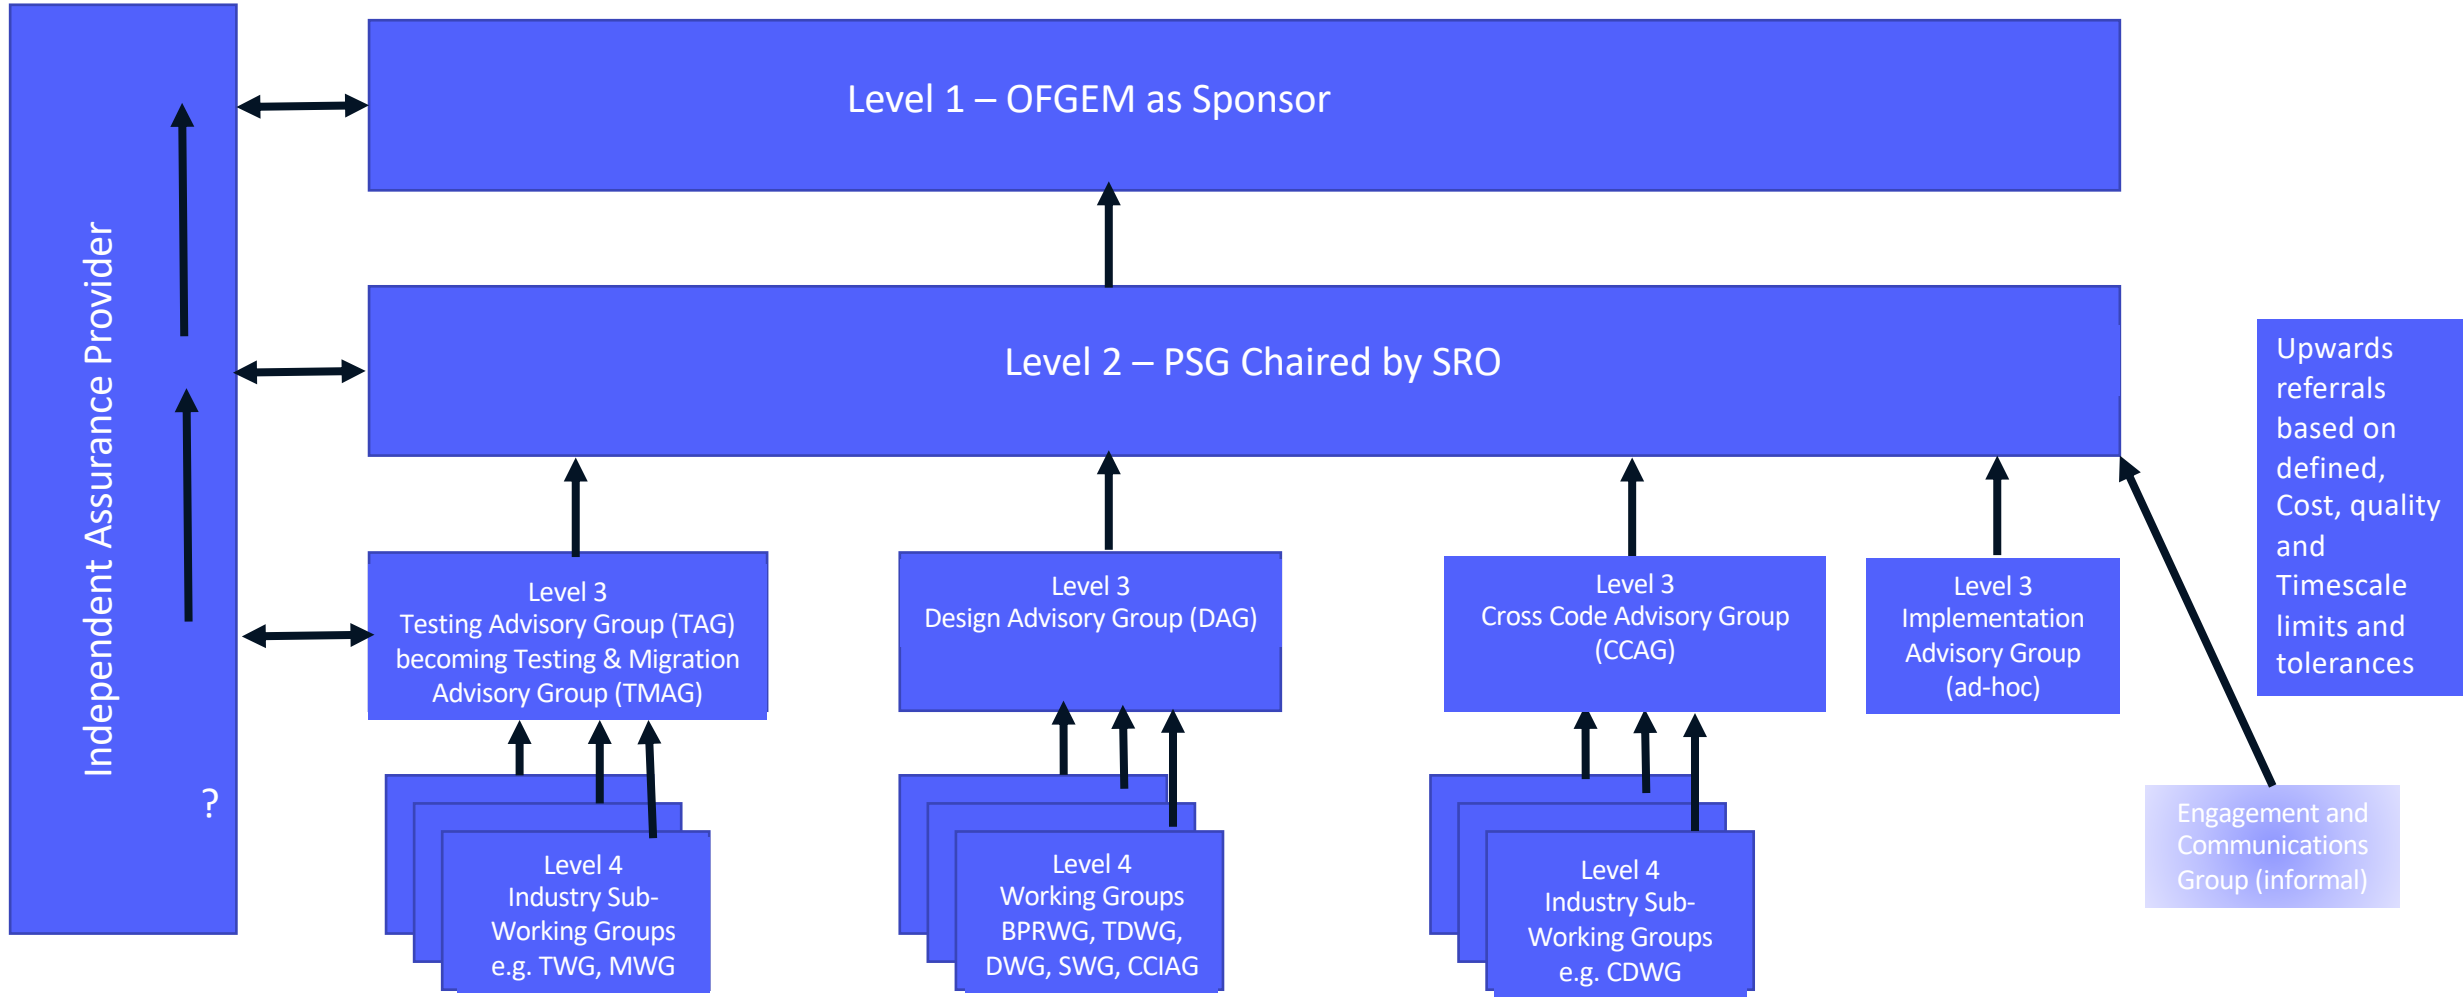 Level 1 – OFGEM as Sponsor
Independent Assurance Provider
?
Level 2 – PSG Chaired by SRO
Upwards
referrals
based on
defined,
Cost, quality
and
Timescale
limits and
tolerances
Level 3
Testing Advisory Group (TAG)
becoming Testing & Migration
Advisory Group (TMAG)
Level 3
Design Advisory Group (DAG)
Level 3
Cross Code Advisory Group
(CCAG)
Level 3
Implementation
Advisory Group
(ad-hoc)
Level 4
Industry Sub-
Working Groups
e.g. TWG, MWG
Level 4
Working Groups
BPRWG, TDWG,
DWG, SWG, CCIAG
Level 4
Industry Sub-
Working Groups
e.g. CDWG
Engagement and
Communications
Group (informal)